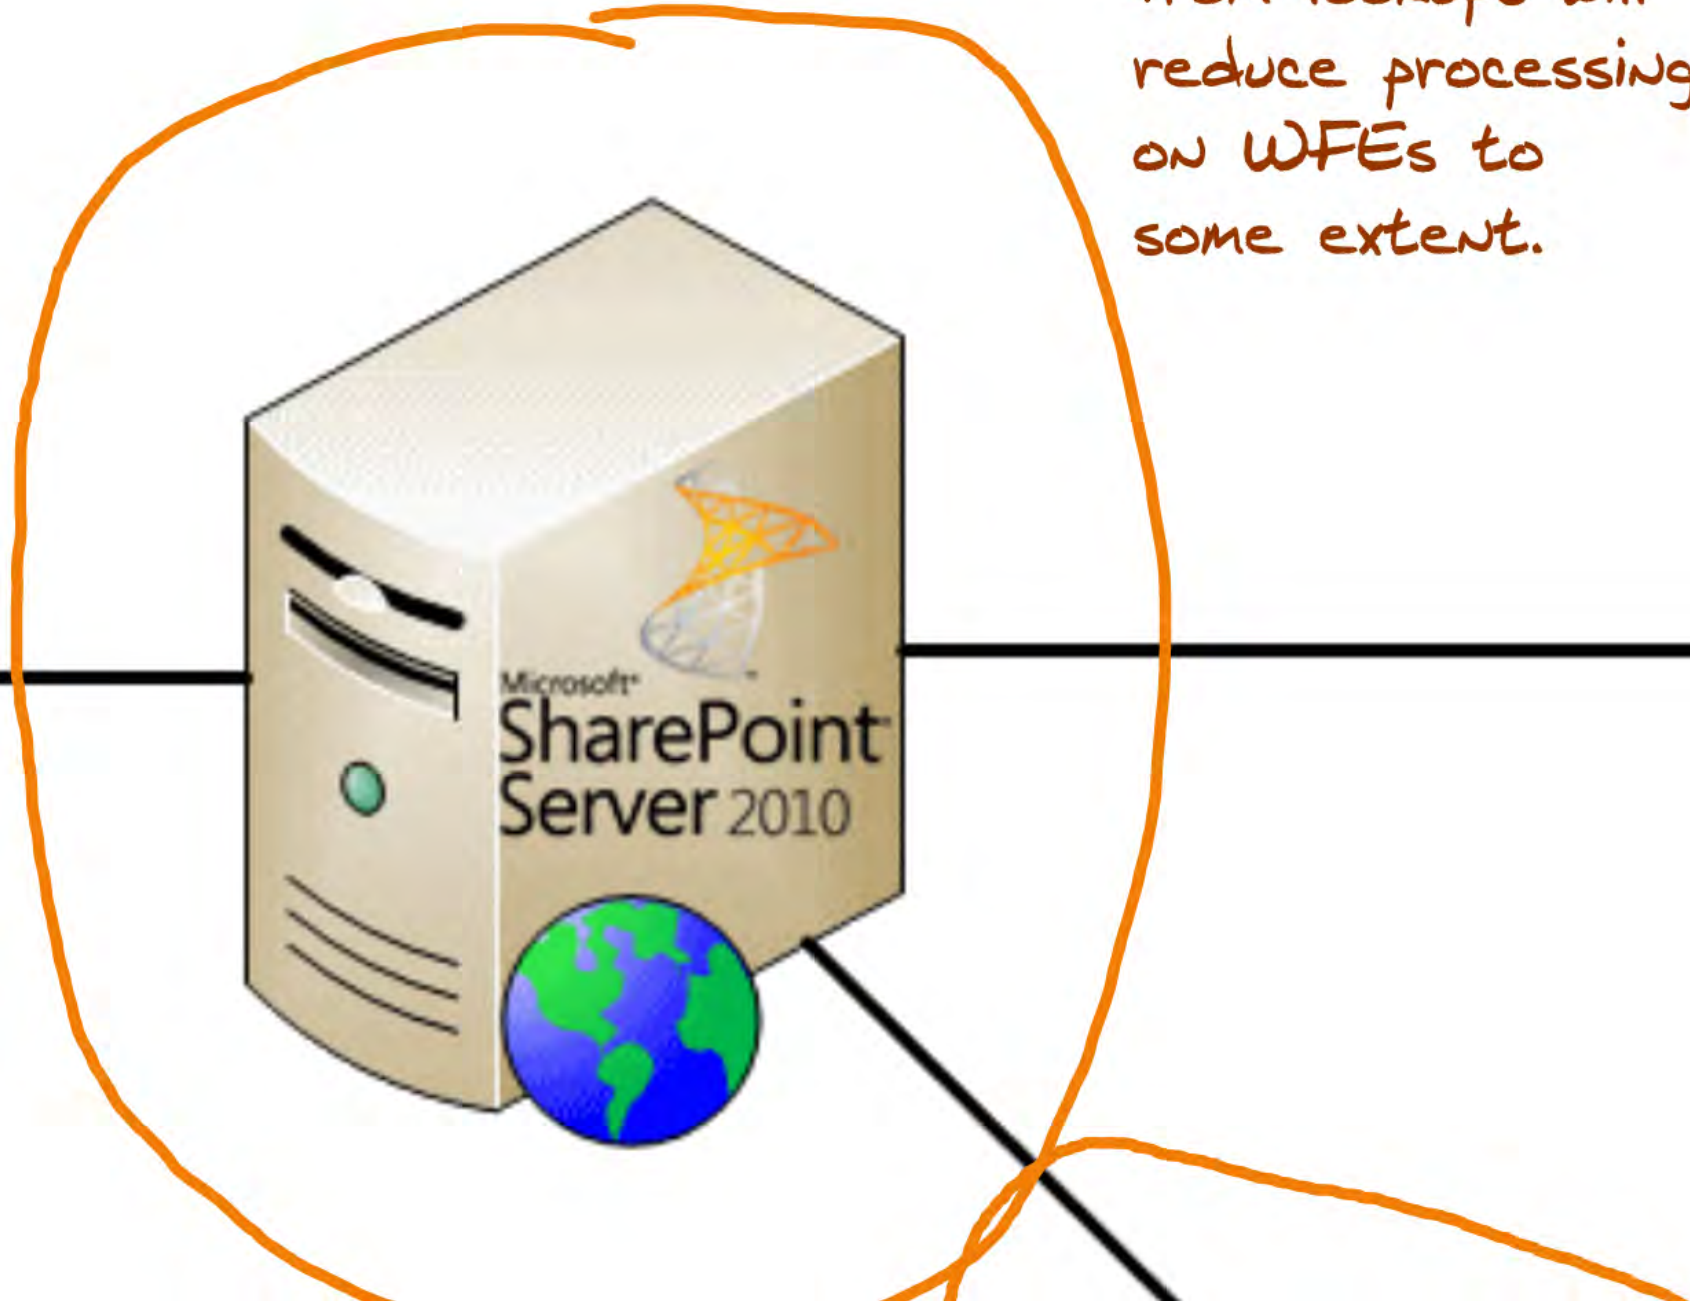 reduce processing
on WFEs to
some extent.
Microsoft
SharePoint
Server 2010